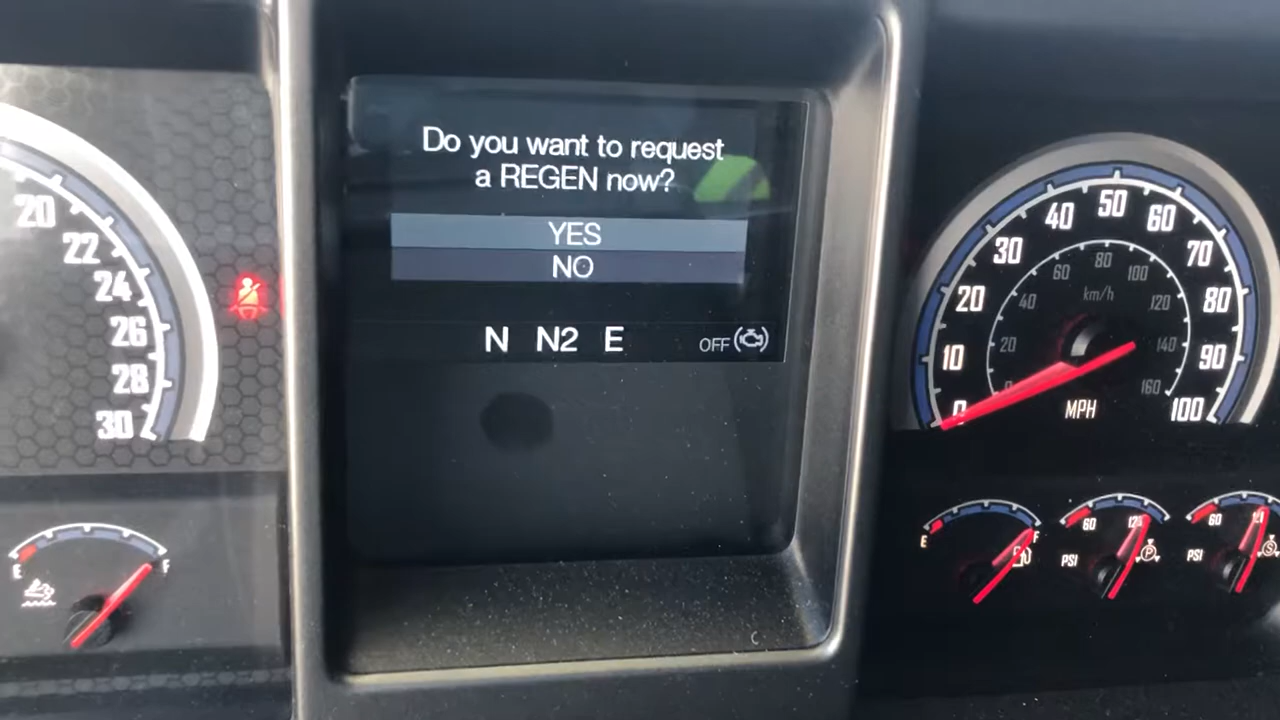 Do you want to request
a REGEN now?
YES
NO
N N2 E
OFF
20
22
24
26
28
30
E
F
0
10
20
30
40
50
60
70
80
90
100
20
40
60
80
100
120
140
160
km/h
MPH
E
F
60
PSI
P
60
PSI
S